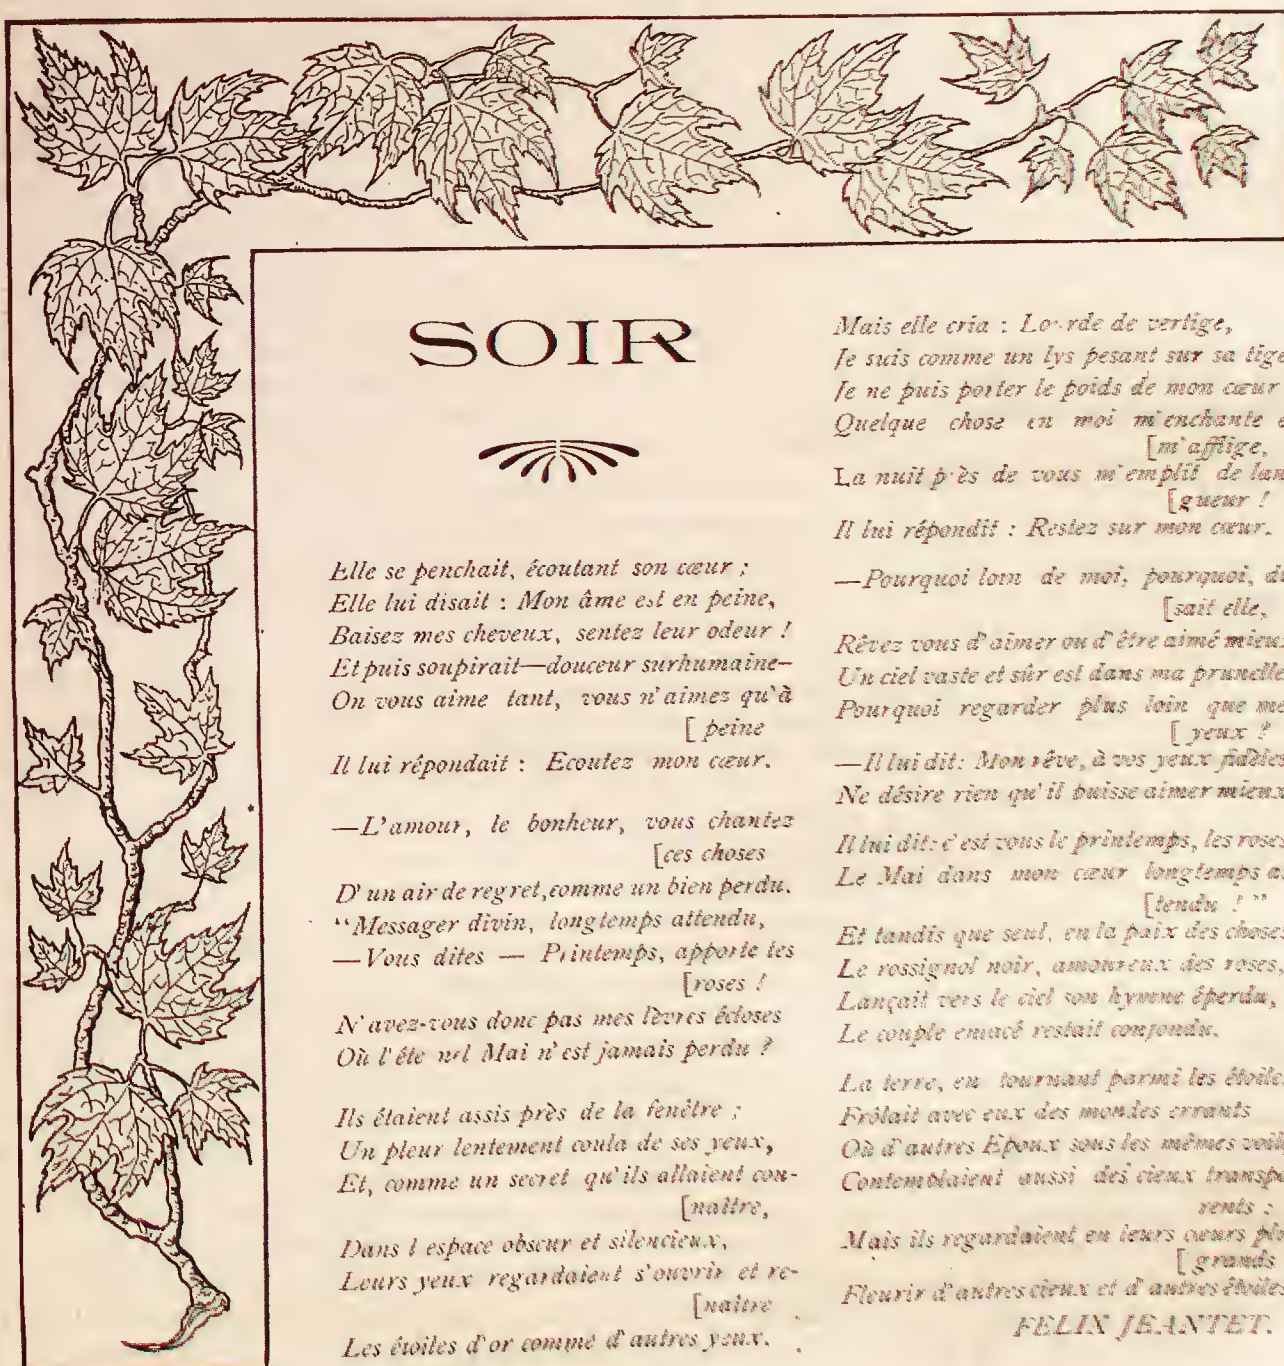 SOIR
Elle se penchait, écoutant son cœur ;
Elle lui disait : Mon âme est en peine,
Baisez mes cheveux, sentez leur odeur !
Et puis soupirait—douceur surhumaine—
On vous aime tant, vous n'aimez qu'à
[ peine
Il lui répondait : Ecoutez mon cœur.
—L'amour, le bonheur, vous chantez
[ces choses
D'un air de regret, comme un bien perdu.
“Messager divin, longtemps attendu,
—Vous dites — Printemps, apporte tes
[roses !
N'avez-vous donc pas mes lèvres écloses
Où l'éternel Mai n'est jamais perdu ?
Ils étaient assis près de la fenêtre ;
Un pleur lentement coula de ses yeux,
Et, comme un secret qu'ils allaient con-
[naître,
Dans l espace obscur et silencieux,
Leurs yeux regardaient s'ouvrir et re-
[naître
Les étoiles d'or comme d'autres yeux.
Mais elle cria : Lourde de vertige,
Je suis comme un lys pesant sur sa tige
Je ne puis porter le poids de mon cœur
Quelque chose en moi m'enchante e
[m'afflige,
La nuit près de vous m'emplit de lan
[gueur !
Il lui répondit : Restez sur mon cœur.
—Pourquoi loin de moi, pourquoi, di
[sait elle,
Rêvez vous d'aimer ou d'être aimé mieux
Un ciel vaste et sûr est dans ma prunelle
Pourquoi regarder plus loin que me
[ yeux ?
—Il lui dit: Mon rêve, à vos yeux fidèles
Ne désire rien qu'il puisse aimer mieux
Il lui dit: c'est vous le printemps, les roses
Le Mai dans mon cœur longtemps at
[tendu ! ”
Et tandis que seul, en la paix des choses
Le rossignol noir, amoureux des roses,
Lançait vers le ciel son hymne éperdu,
Le couple enlacé restait confondu.
La terre, en tournant parmi les étoiles
Frôlait avec eux des mondes errants
Où d'autres Epoux sous les mêmes voile
Contemplaient aussi des cieux transpa
rents :
Mais ils regardaient en leurs cœurs plu
[ grands
Fleurir d'autres cieux et d'autres étoiles
FELIX JEANTET.